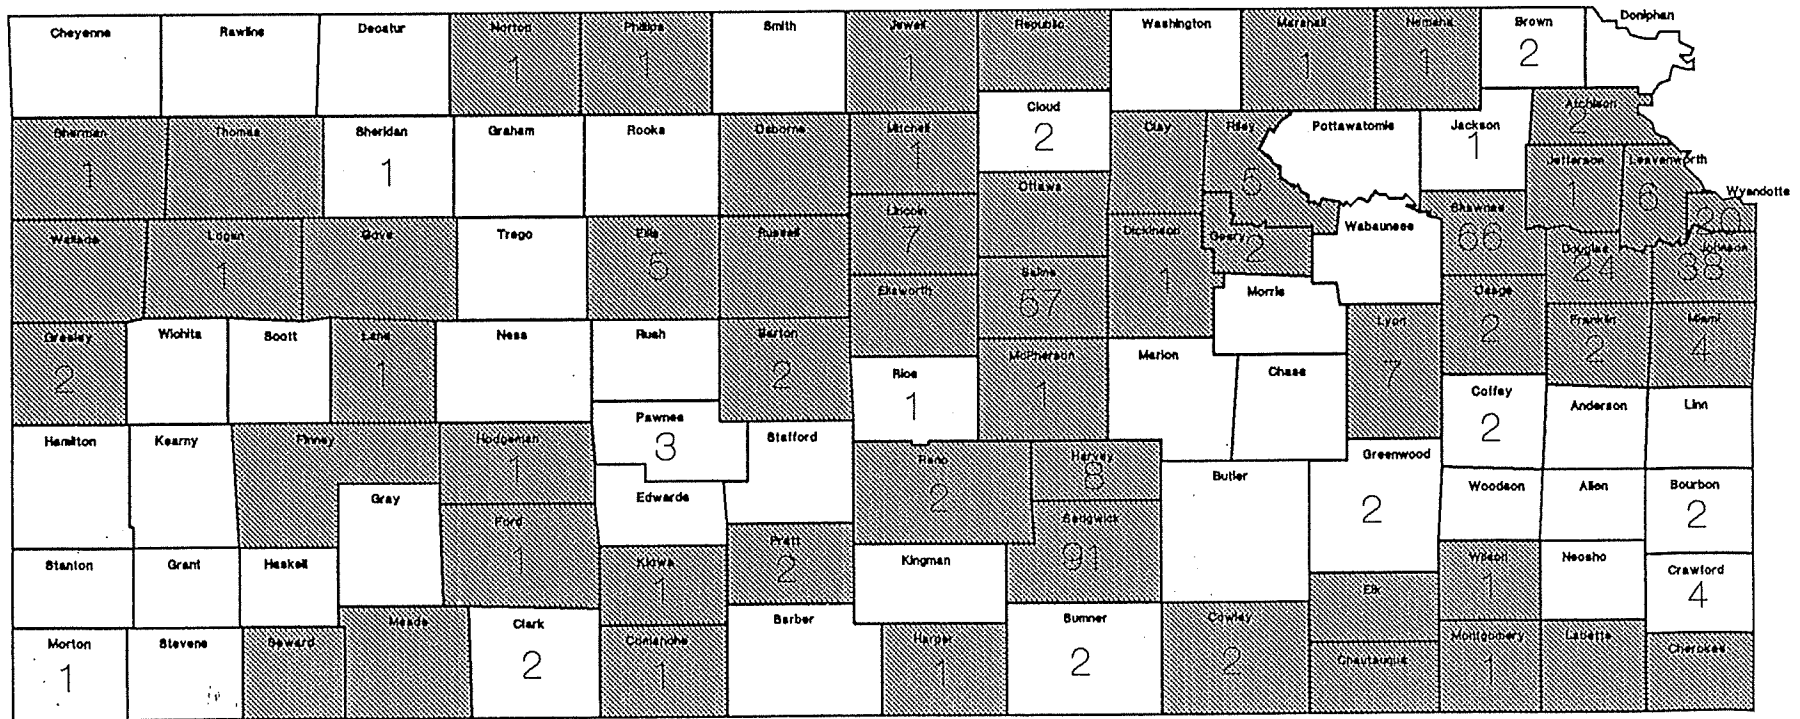 Cheyenne Rawlins Decatur Norton Phillips Smith Jewell Republic Washington Marshall Nemaha Brown Doniphan
1 1 1 1 1 2
Cloud Atchison
2 2
Sherman Thomas Sheridan Graham Rooks Osborne Mitchell Clay Riley Pottawatomie Jackson
1 1 1 5 1
Jefferson Leavenworth
1 6
Ottawa Wyandotte
20
Lincoln Shawnee
7 66
Wallace Logan Gove Trego Ellis Russell Dickinson Geary Wabaunsee Douglas Johnson
1 5 1 2 24 38
Ellsworth Saline Morris Osage
57 2
Greeley Wichita Scott Lane Ness Rush Barton Lyon Franklin Miami
2 1 2 7 2 4
Rice McPherson Marion Chase
1 1
Pawnee Coffey Anderson Linn
3 2
Hamilton Kearny Finney Hodgeman Stafford Reno Harvey Greenwood
1 2 8 2
Gray Edwards Butler Woodson Allen Bourbon
2
Ford Sedgwick
1 91
Stanton Grant Haskell Kiowa Pratt Kingman Wilson Neosho Crawford
1 2 1 4
Elk
Meade Clark Barber Sumner Cowley
2 2 2
Morton Stevens Seward Comanche Harper Chautauqua Montgomery Labette Cherokee
1 1 1 1